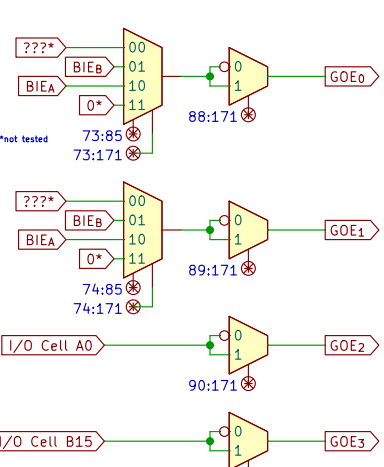 ???* 00 0
BIEB 01 GOE0
BIEA 10 1
0* 11
88:171
73:85
*not tested
73:171
???* 00 0
BIEB 01 GOE1
BIEA 10 1
0* 11
89:171
74:85
74:171
0
I/O Cell A0 GOE2
1
90:171
0
I/O Cell B15 GOE3
1